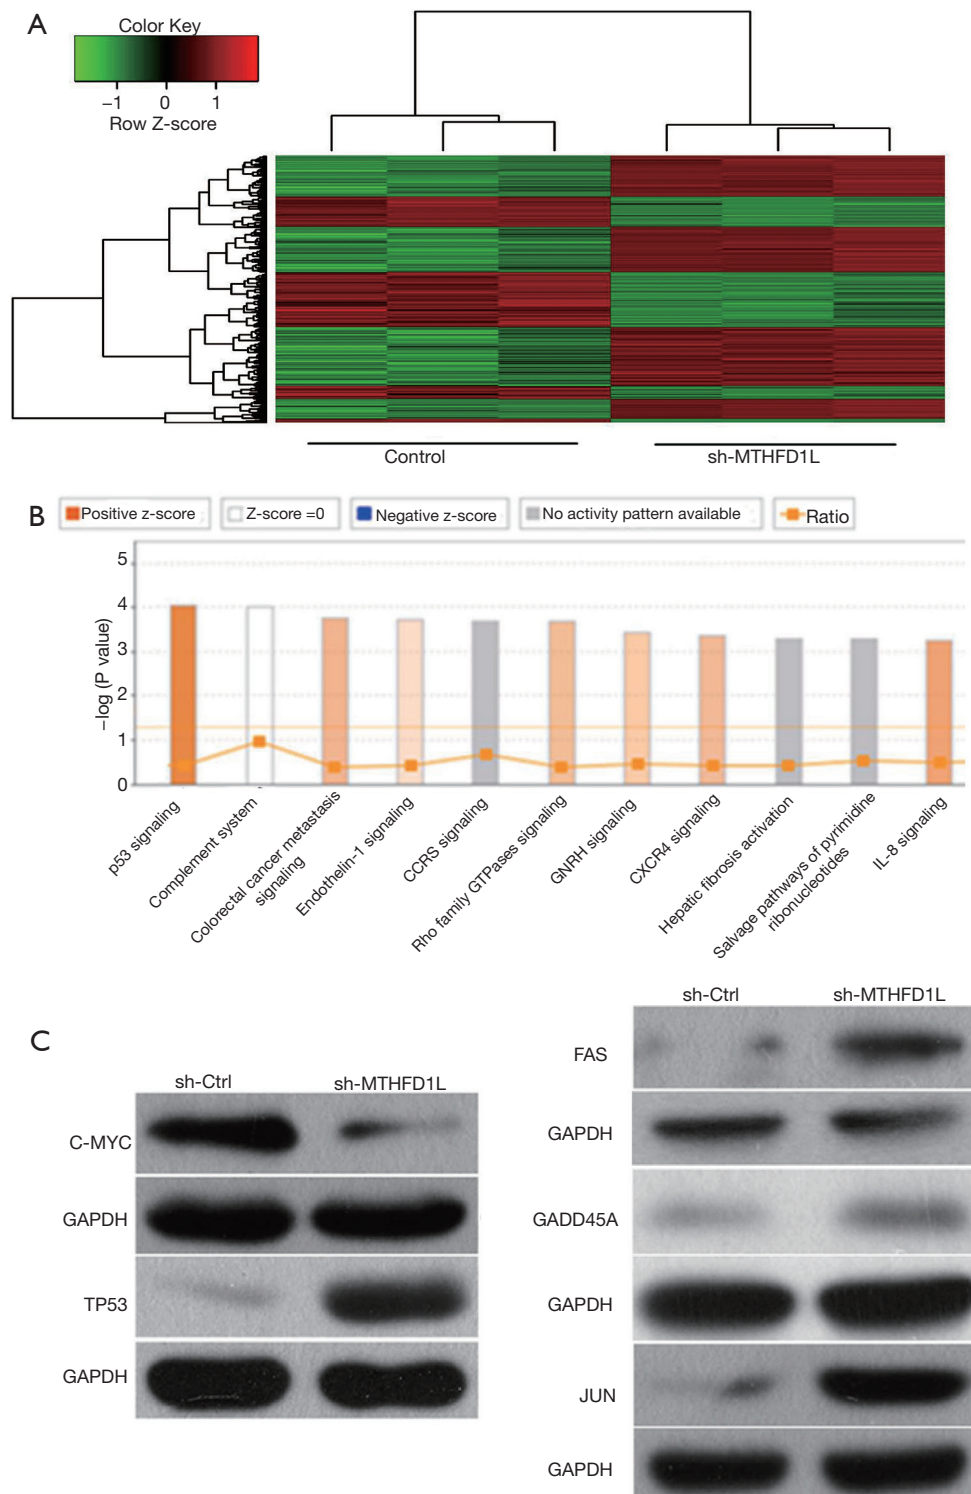 A
Color Key
−1 0 1
Row Z-score
Control
sh-MTHFD1L
B
Positive z-score
Z-score =0
Negative z-score
No activity pattern available
Ratio
−log (P value)
5
4
3
2
1
0
p53 signaling
Complement system
Colorectal cancer metastasis
signaling
Endothelin-1 signaling
CCRS signaling
Rho family GTPases signaling
GNRH signaling
CXCR4 signaling
Hepatic fibrosis activation
Salvage pathways of pyrimidine
ribonucleotides
IL-8 signaling
C
sh-Ctrl sh-MTHFD1L
C-MYC
GAPDH
TP53
GAPDH
sh-Ctrl sh-MTHFD1L
FAS
GAPDH
GADD45A
GAPDH
JUN
GAPDH